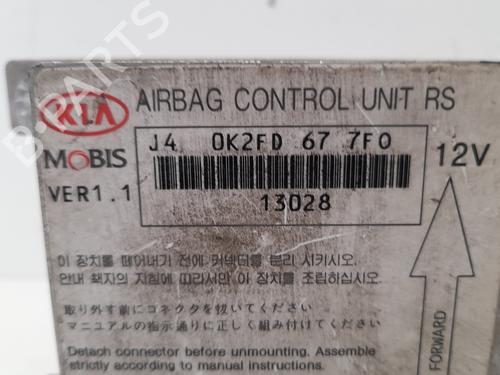 KIA AIRBAG CONTROL UNIT RS
MOBIS
VER1.1
J4 0K2FD 67 7F0
12V
13028
이 장치를 떼어내기 전에 커넥터를 분리 시키시오.
안내 책자의 지침에 따라서만 이 장치를 조립하십시오.
取り外す前にコネクタを抜いてください
マニュアルの指示通りに正しく組み付けてください
Detach connector before unmounting. Assemble
strictly according to manual instructions.
FORWARD
B-PARTS